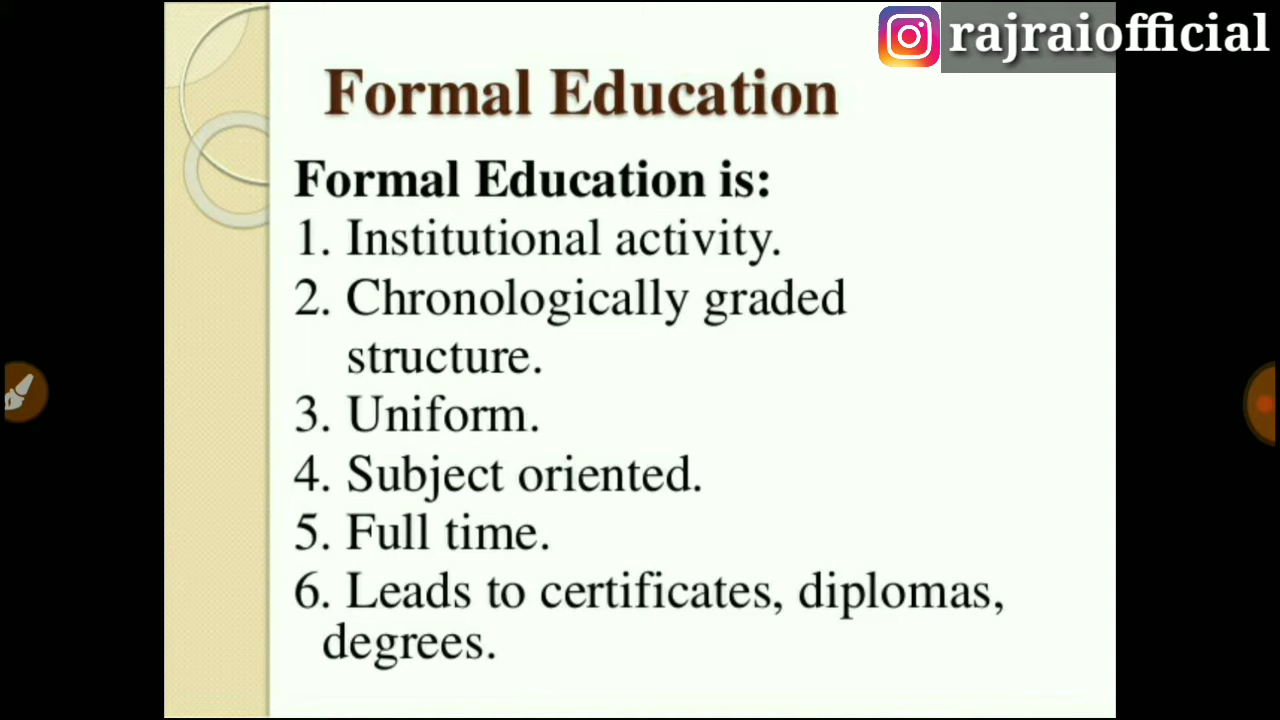 rajraiofficial
Formal Education
Formal Education is:
1. Institutional activity.
2. Chronologically graded
structure.
3. Uniform.
4. Subject oriented.
5. Full time.
6. Leads to certificates, diplomas,
degrees.